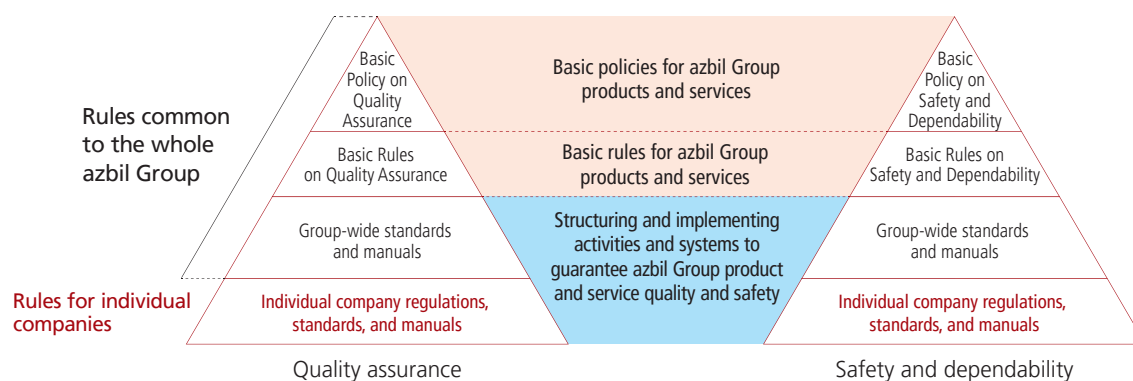 Rules common
to the whole
azbil Group
Rules for individual
companies
Basic
Policy on
Quality
Assurance
Basic Rules
on Quality Assurance
Group-wide standards
and manuals
Individual company regulations,
standards, and manuals
Quality assurance
Basic policies for azbil Group
products and services
Basic rules for azbil Group
products and services
Structuring and implementing
activities and systems to
guarantee azbil Group product
and service quality and safety
Basic
Policy on
Safety and
Dependability
Basic Rules on
Safety and Dependability
Group-wide standards
and manuals
Individual company regulations,
standards, and manuals
Safety and dependability